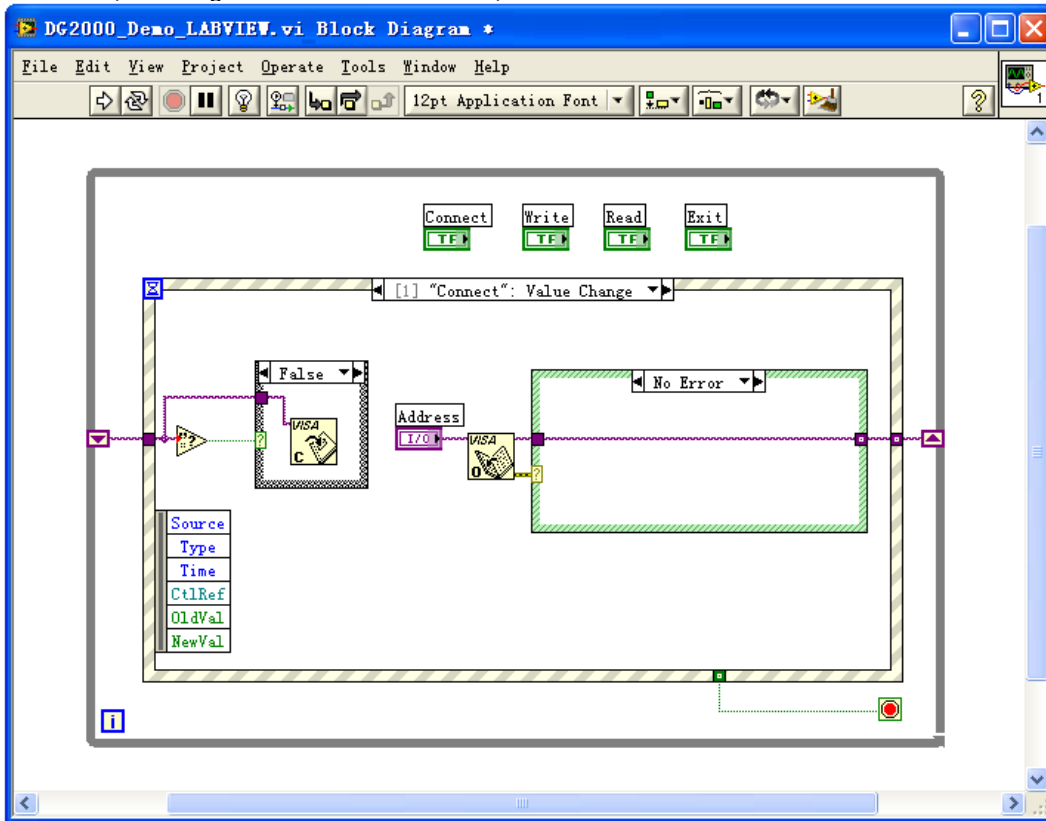 DG2000_Demo_LABVIEW.vi Block Diagram *
File Edit View Project Operate Tools Window Help
12pt Application Font
1
Connect Write Read Exit
TF TF TF TF
[1] "Connect": Value Change
False
No Error
Address
I/O
VISA
C
VISA
O
?
?
?
Source
Type
Time
CtlRef
OldVal
NewVal
i